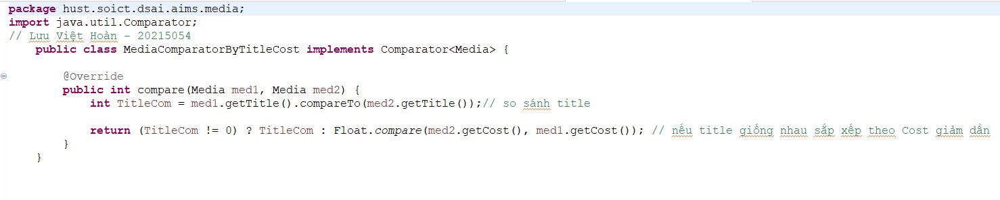 package hust.soict.dsai.aims.media;
import java.util.Comparator;
// Lưu Việt Hoàn - 20215054
    public class MediaComparatorByTitleCost implements Comparator<Media> {
        @Override
        public int compare(Media med1, Media med2) {
            int TitleCom = med1.getTitle().compareTo(med2.getTitle());// so sánh title
            return (TitleCom != 0) ? TitleCom : Float.compare(med2.getCost(), med1.getCost()); // nếu title giống nhau sắp xếp theo Cost giảm dần
        }
    }